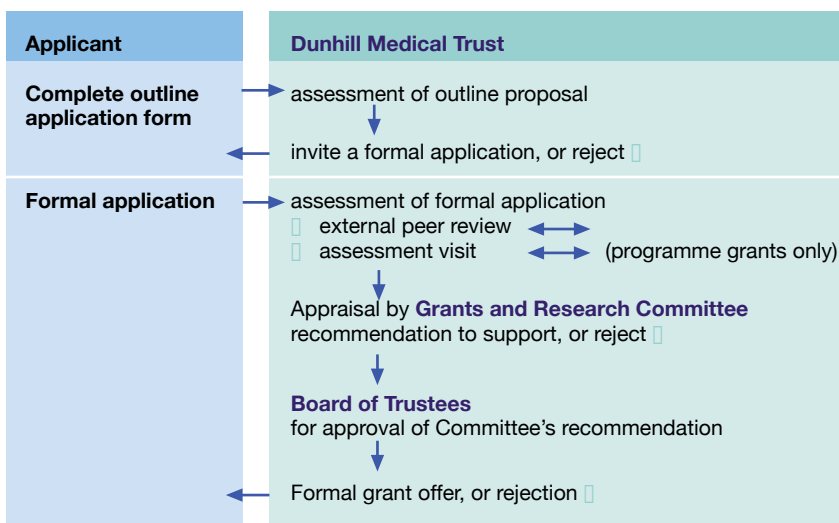 Applicant
Dunhill Medical Trust
Complete outline
application form
assessment of outline proposal
invite a formal application, or reject
Formal application
assessment of formal application
external peer review
assessment visit (programme grants only)
Appraisal by Grants and Research Committee
recommendation to support, or reject
Board of Trustees
for approval of Committee’s recommendation
Formal grant offer, or rejection